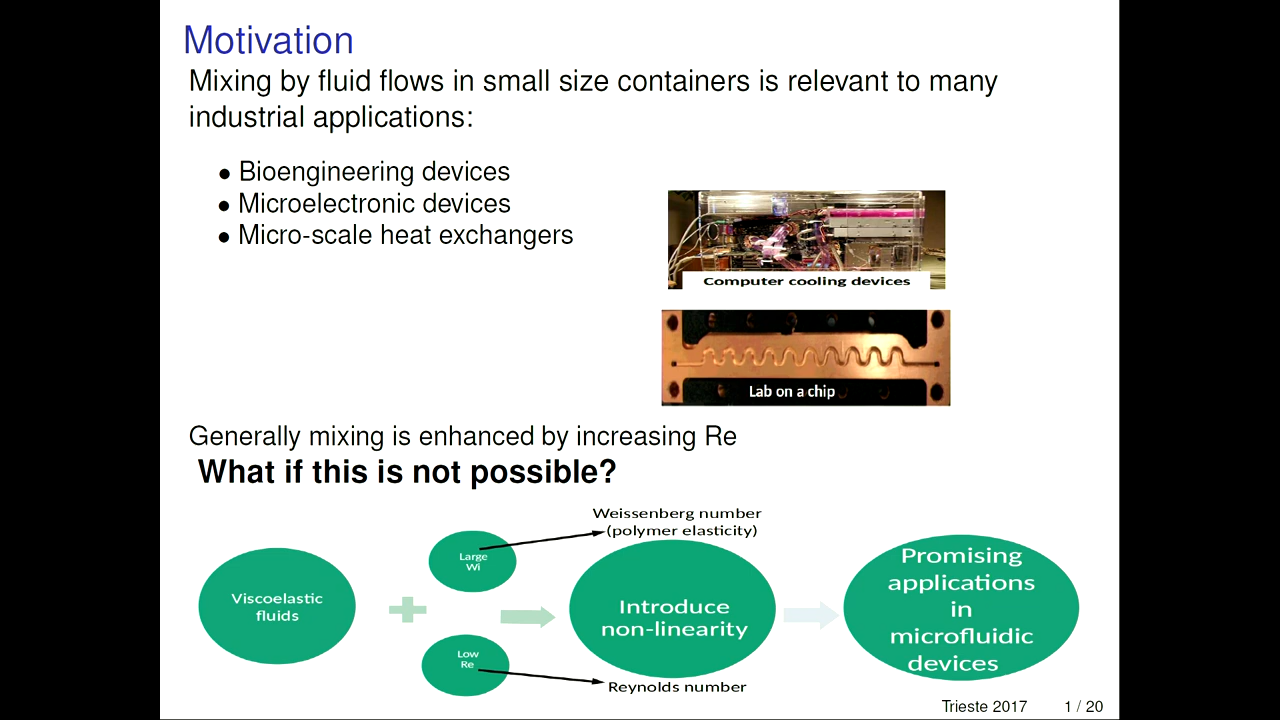 Motivation
Mixing by fluid flows in small size containers is relevant to many
industrial applications:
• Bioengineering devices
• Microelectronic devices
• Micro-scale heat exchangers
Computer cooling devices
Lab on a chip
Generally mixing is enhanced by increasing Re
What if this is not possible?
Weissenberg number
(polymer elasticity)
Viscoelastic
fluids
Large
Wi
Low
Re
Introduce
non-linearity
Promising
applications
in
microfluidic
devices
Reynolds number
Trieste 2017 1 / 20